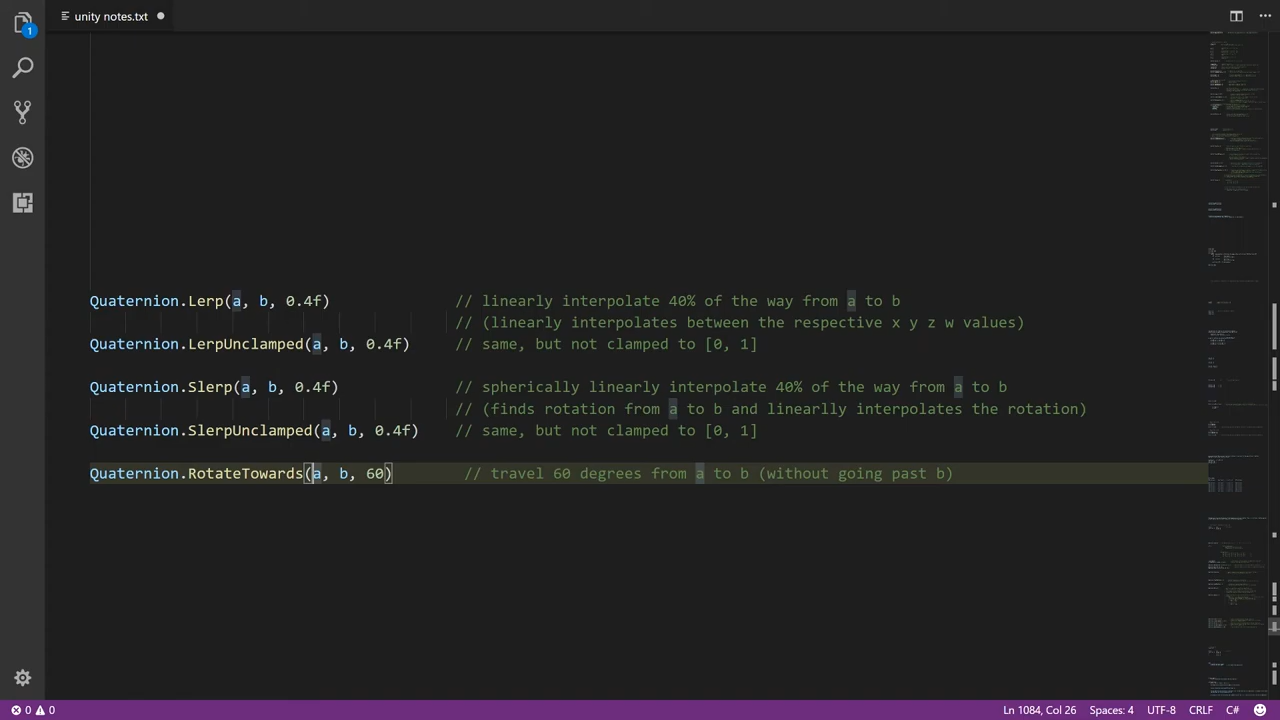 unity notes.txt
1
Quaternion.Lerp(a, b, 0.4f) // linearly interpolate 40% of the way from a to b
// (linearly interpolates between the respective x y z w values)
Quaternion.LerpUnclamped(a, b, 0.4f) // same but not clamped to [0, 1]
Quaternion.Slerp(a, b, 0.4f) // spherically linearly interpolate 40% of the way from a to b
// (finds rotation from a to b and linearlly interpolates the rotation)
Quaternion.SlerpUnclamped(a, b, 0.4f) // same, but not clamped to [0, 1]
Quaternion.RotateTowards(a, b, 60) // travel 60 degrees from a to b (without going past b)
0 0 Ln 1084, Col 26 Spaces: 4 UTF-8 CRLF C#